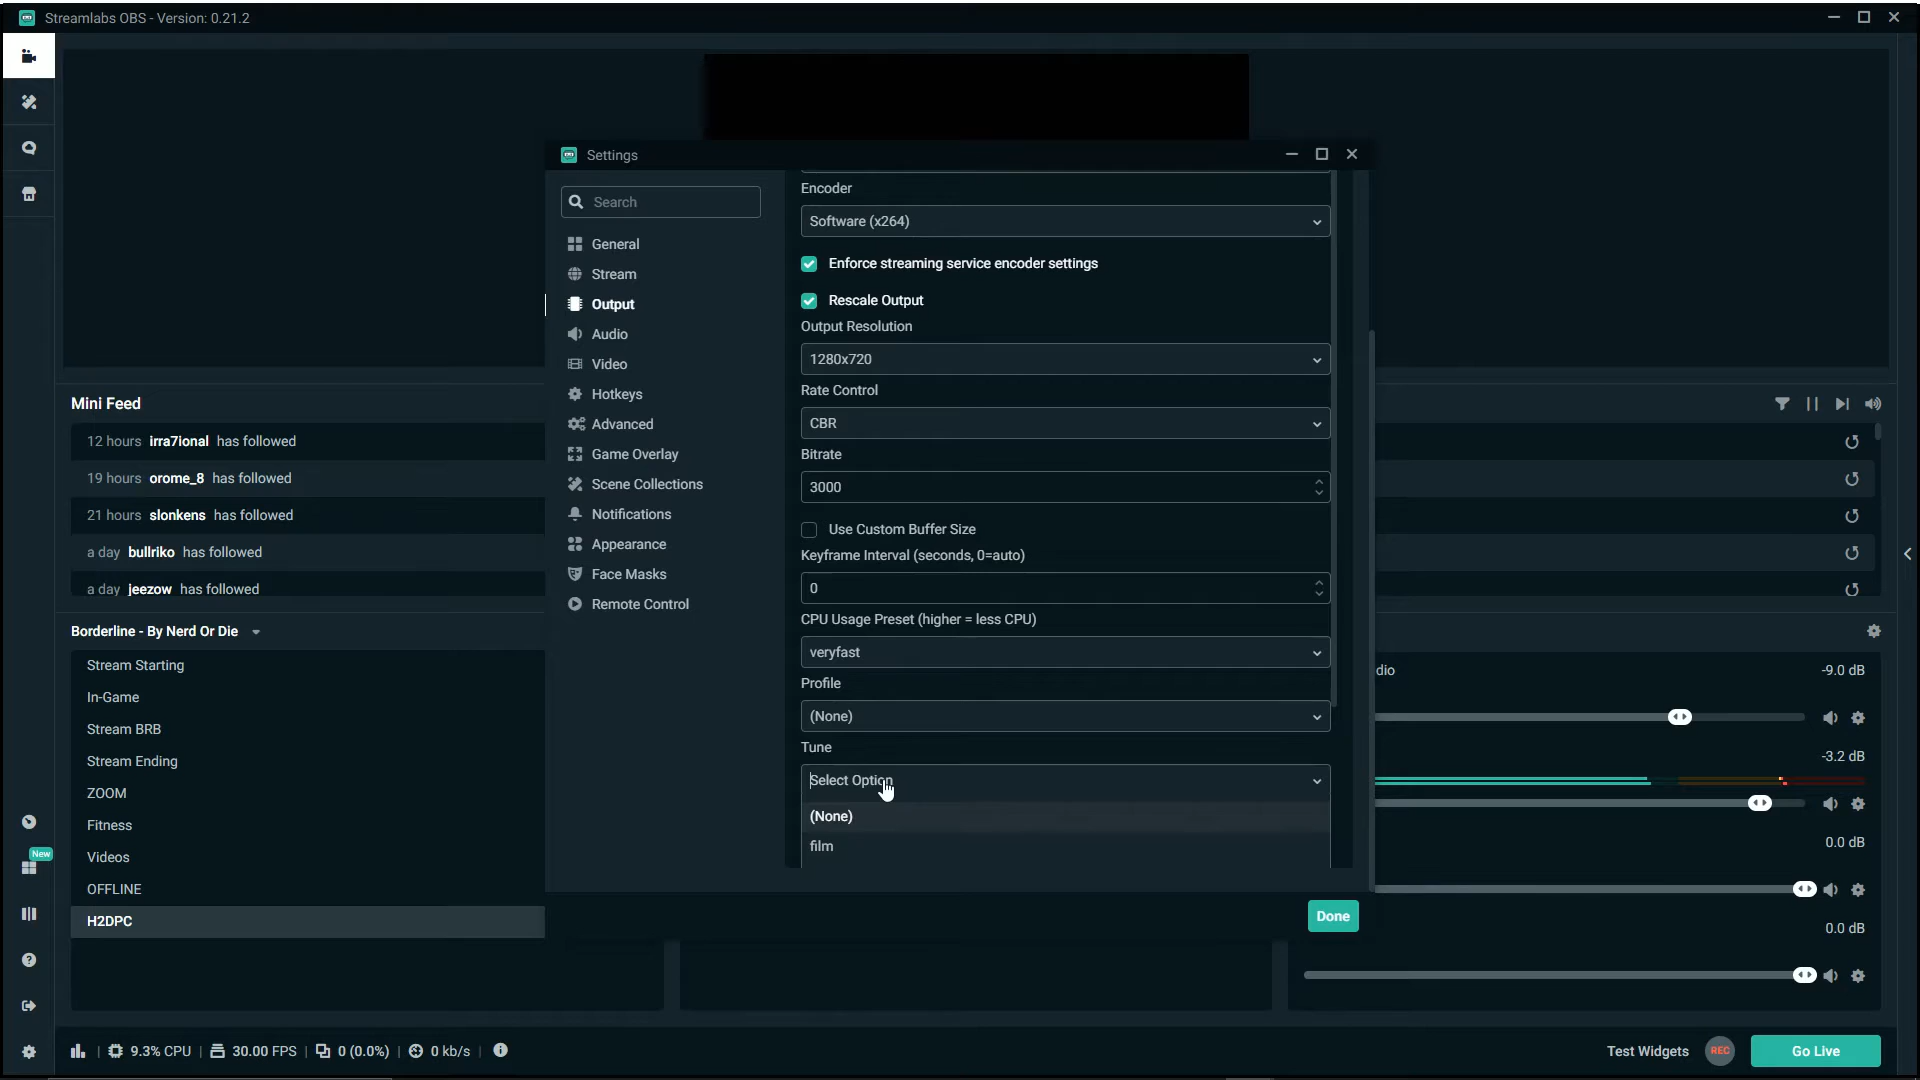 Streamlabs OBS - Version: 0.21.2
Settings
Search
General
Stream
Output
Audio
Video
Hotkeys
Advanced
Game Overlay
Scene Collections
Notifications
Appearance
Face Masks
Remote Control
Encoder
Software (x264)
Enforce streaming service encoder settings
Rescale Output
Output Resolution
1280x720
Rate Control
CBR
Bitrate
3000
Use Custom Buffer Size
Keyframe Interval (seconds, 0=auto)
0
CPU Usage Preset (higher = less CPU)
veryfast
Profile
(None)
Tune
Select Option
(None)
film
Done
Mini Feed
12 hours irra7ional has followed
19 hours orome_8 has followed
21 hours slonkens has followed
a day bullriko has followed
a day jeezow has followed
Borderline - By Nerd Or Die
Stream Starting
In-Game
Stream BRB
Stream Ending
ZOOM
Fitness
Videos
OFFLINE
H2DPC
New
dio
-9.0 dB
-3.2 dB
0.0 dB
0.0 dB
9.3% CPU
30.00 FPS
0 (0.0%)
0 kb/s
Test Widgets
REC
Go Live